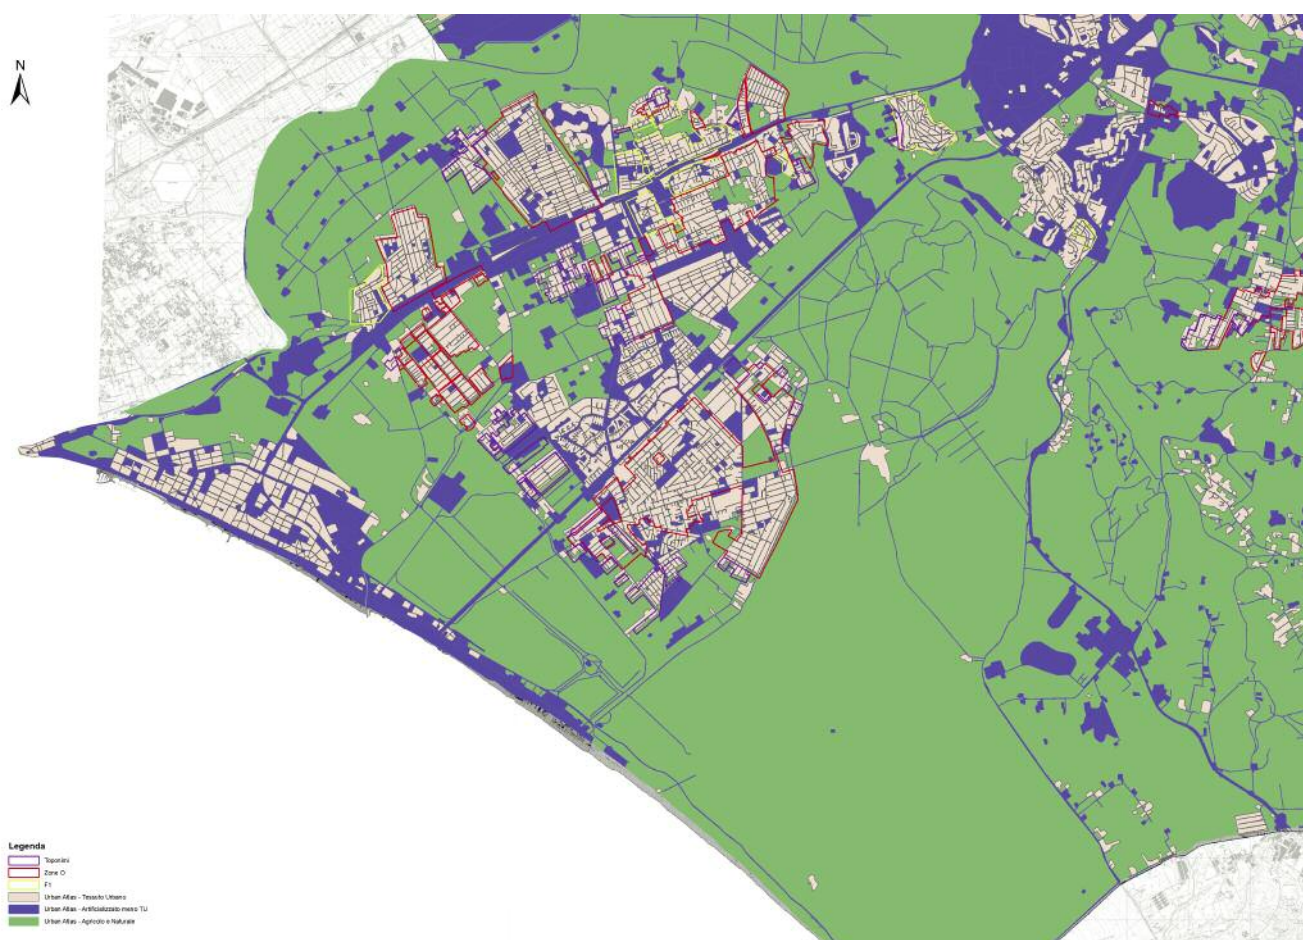 N
Legenda
Toponimi
Zone O
F1
Urban Atlas - Tessuto Urbano
Urban Atlas - Artificializzato meno TU
Urban Atlas - Agricolo e Naturale